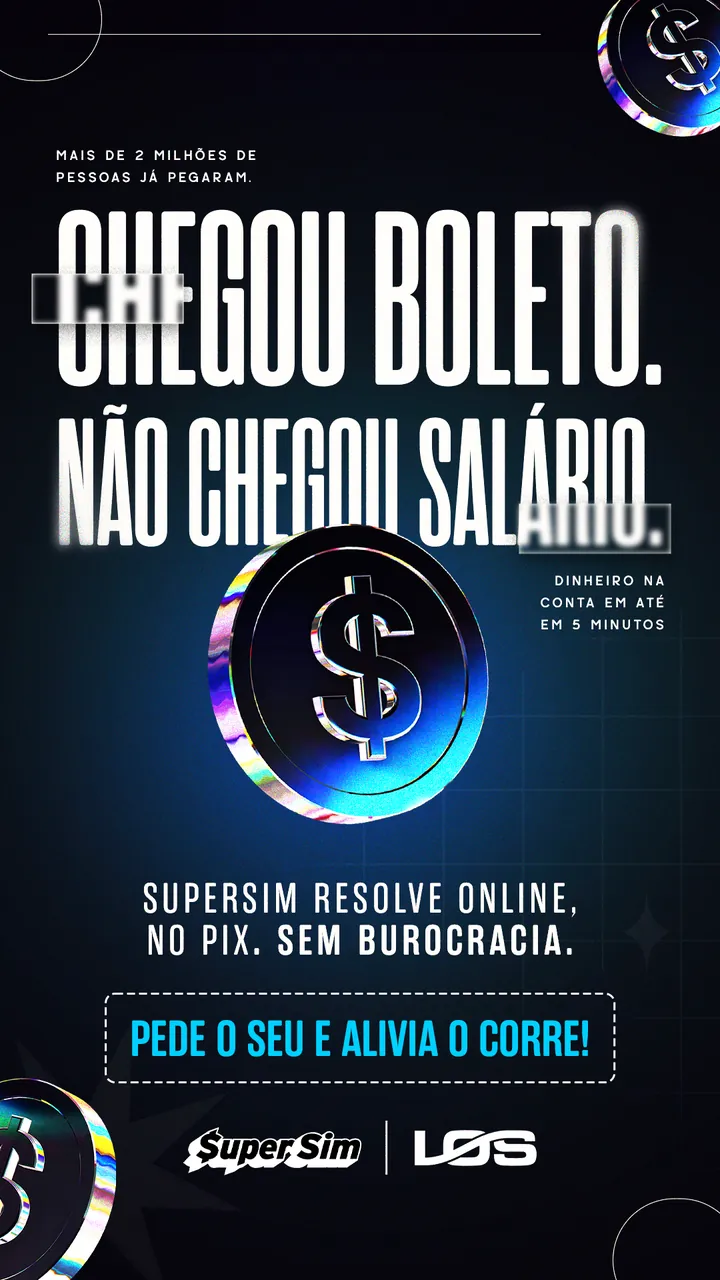 MAIS DE 2 MILHÕES DE
PESSOAS JÁ PEGARAM.
CHEGOU BOLETO.
NÃO CHEGOU SALÁRIO.
DINHEIRO NA
CONTA EM ATÉ
EM 5 MINUTOS
SUPERSIM RESOLVE ONLINE,
NO PIX. SEM BUROCRACIA.
PEDE O SEU E ALIVIA O CORRE!
SuperSim
LOS